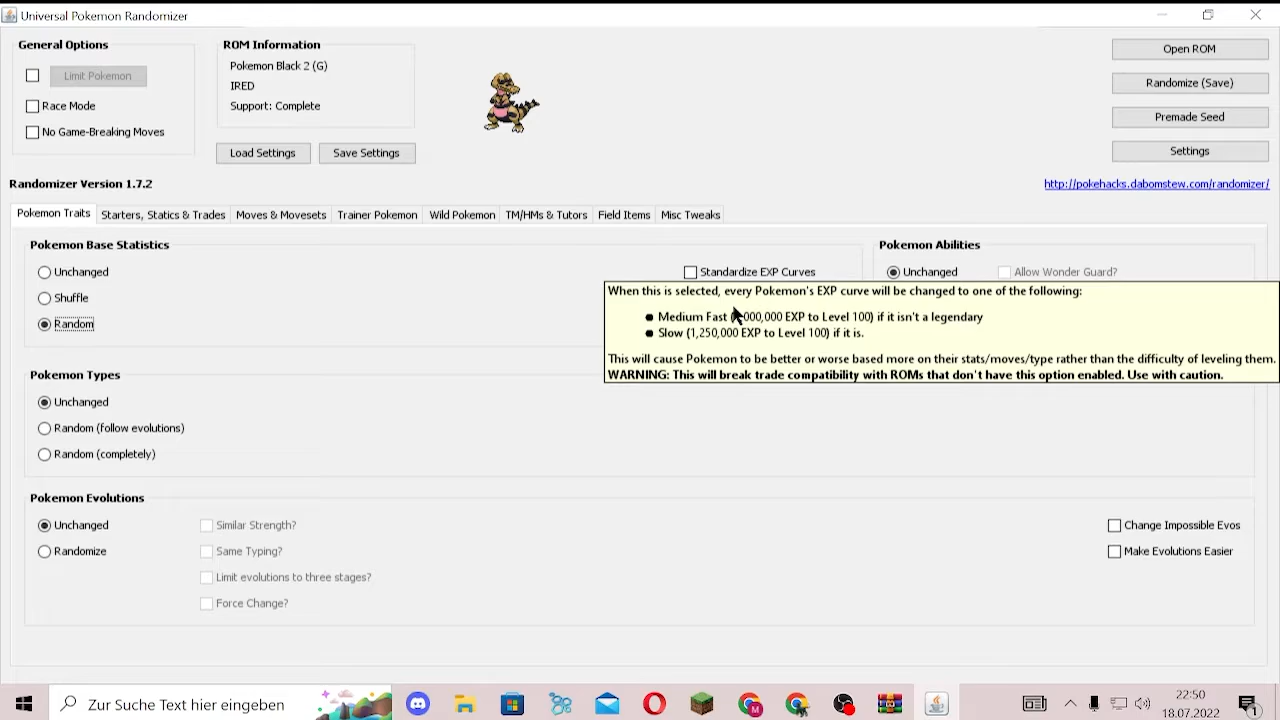 Universal Pokemon Randomizer
General Options
Limit Pokemon
Race Mode
No Game-Breaking Moves
ROM Information
Pokemon Black 2 (G)
IRED
Support: Complete
Load Settings
Save Settings
Open ROM
Randomize (Save)
Premade Seed
Settings
Randomizer Version 1.7.2
http://pokehacks.dabomstew.com/randomizer/
Pokemon Traits
Starters, Statics & Trades
Moves & Movesets
Trainer Pokemon
Wild Pokemon
TM/HMs & Tutors
Field Items
Misc Tweaks
Pokemon Base Statistics
Unchanged
Shuffle
Random
Standardize EXP Curves
Pokemon Abilities
Unchanged
Allow Wonder Guard?
When this is selected, every Pokemon's EXP curve will be changed to one of the following:
Medium Fast ( 000,000 EXP to Level 100) if it isn't a legendary
Slow (1,250,000 EXP to Level 100) if it is.
This will cause Pokemon to be better or worse based more on their stats/moves/type rather than the difficulty of leveling them.
WARNING: This will break trade compatibility with ROMs that don't have this option enabled. Use with caution.
Pokemon Types
Unchanged
Random (follow evolutions)
Random (completely)
Pokemon Evolutions
Unchanged
Randomize
Similar Strength?
Same Typing?
Limit evolutions to three stages?
Force Change?
Change Impossible Evos
Make Evolutions Easier
Zur Suche Text hier eingeben
22:50
18.07.2022
1